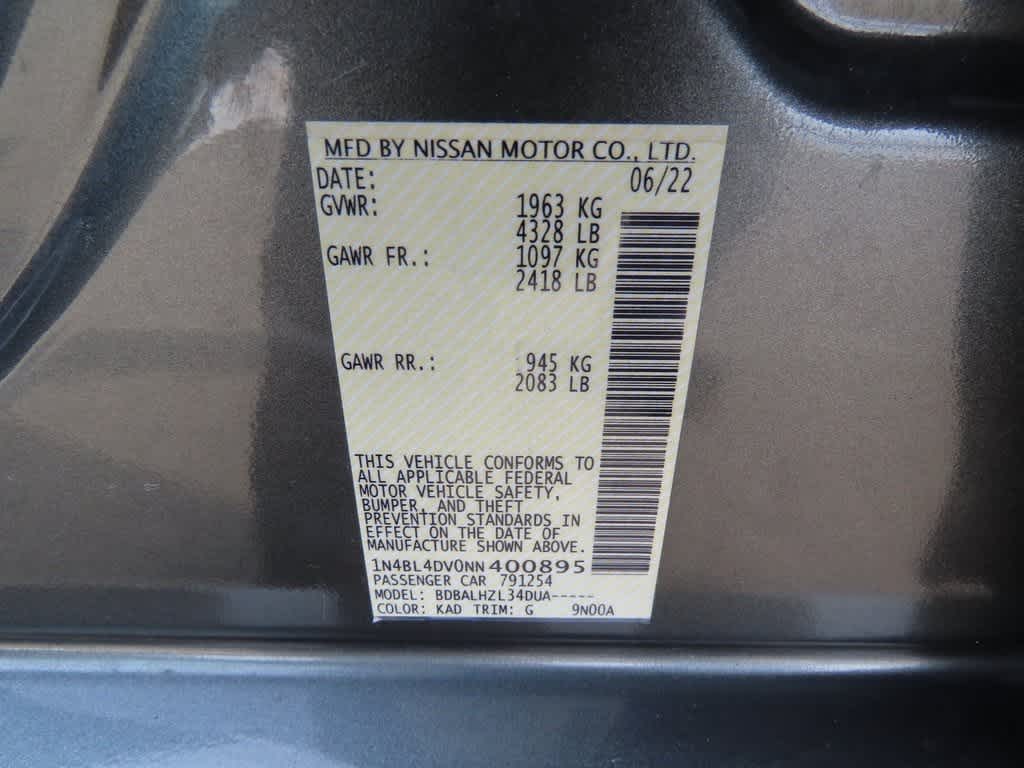 MFD BY NISSAN MOTOR CO., LTD.
DATE: 06/22
GVWR: 1963 KG
4328 LB
GAWR FR.: 1097 KG
2418 LB
GAWR RR.: 945 KG
2083 LB
THIS VEHICLE CONFORMS TO
ALL APPLICABLE FEDERAL
MOTOR VEHICLE SAFETY,
BUMPER, AND THEFT
PREVENTION STANDARDS IN
EFFECT ON THE DATE OF
MANUFACTURE SHOWN ABOVE.
1N4BL4DV0NN400895
PASSENGER CAR 791254
MODEL: BDBALHZL34DUA-----
COLOR: KAD TRIM: G 9N00A